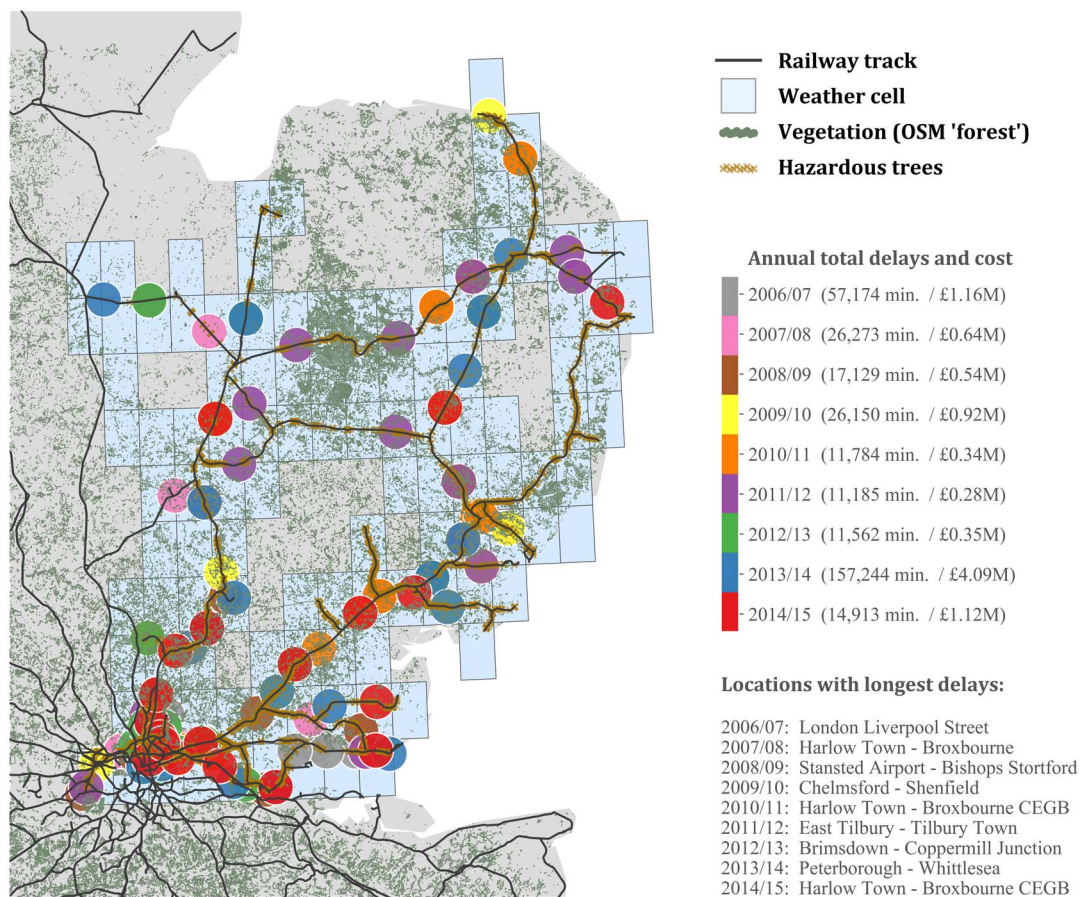 Railway track
Weather cell
Vegetation (OSM 'forest')
Hazardous trees
Annual total delays and cost
2006/07 (57,174 min. / £1.16M)
2007/08 (26,273 min. / £0.64M)
2008/09 (17,129 min. / £0.54M)
2009/10 (26,150 min. / £0.92M)
2010/11 (11,784 min. / £0.34M)
2011/12 (11,185 min. / £0.28M)
2012/13 (11,562 min. / £0.35M)
2013/14 (157,244 min. / £4.09M)
2014/15 (14,913 min. / £1.12M)
Locations with longest delays:
2006/07: London Liverpool Street
2007/08: Harlow Town - Broxbourne
2008/09: Stansted Airport - Bishops Stortford
2009/10: Chelmsford - Shenfield
2010/11: Harlow Town - Broxbourne CEGB
2011/12: East Tilbury - Tilbury Town
2012/13: Brimsdown - Coppermill Junction
2013/14: Peterborough - Whittlesea
2014/15: Harlow Town - Broxbourne CEGB